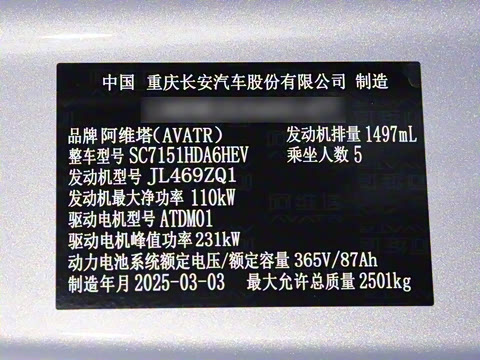 中国 重庆长安汽车股份有限公司 制造
品牌 阿维塔(AVATR) 发动机排量 1497mL
整车型号 SC7151HDA6HEV 乘坐人数 5
发动机型号 JL469ZQ1
发动机最大净功率 110kW
驱动电机型号 ATDM01
驱动电机峰值功率 231kW
动力电池系统额定电压/额定容量 365V/87Ah
制造年月 2025-03-03 最大允许总质量 2501kg